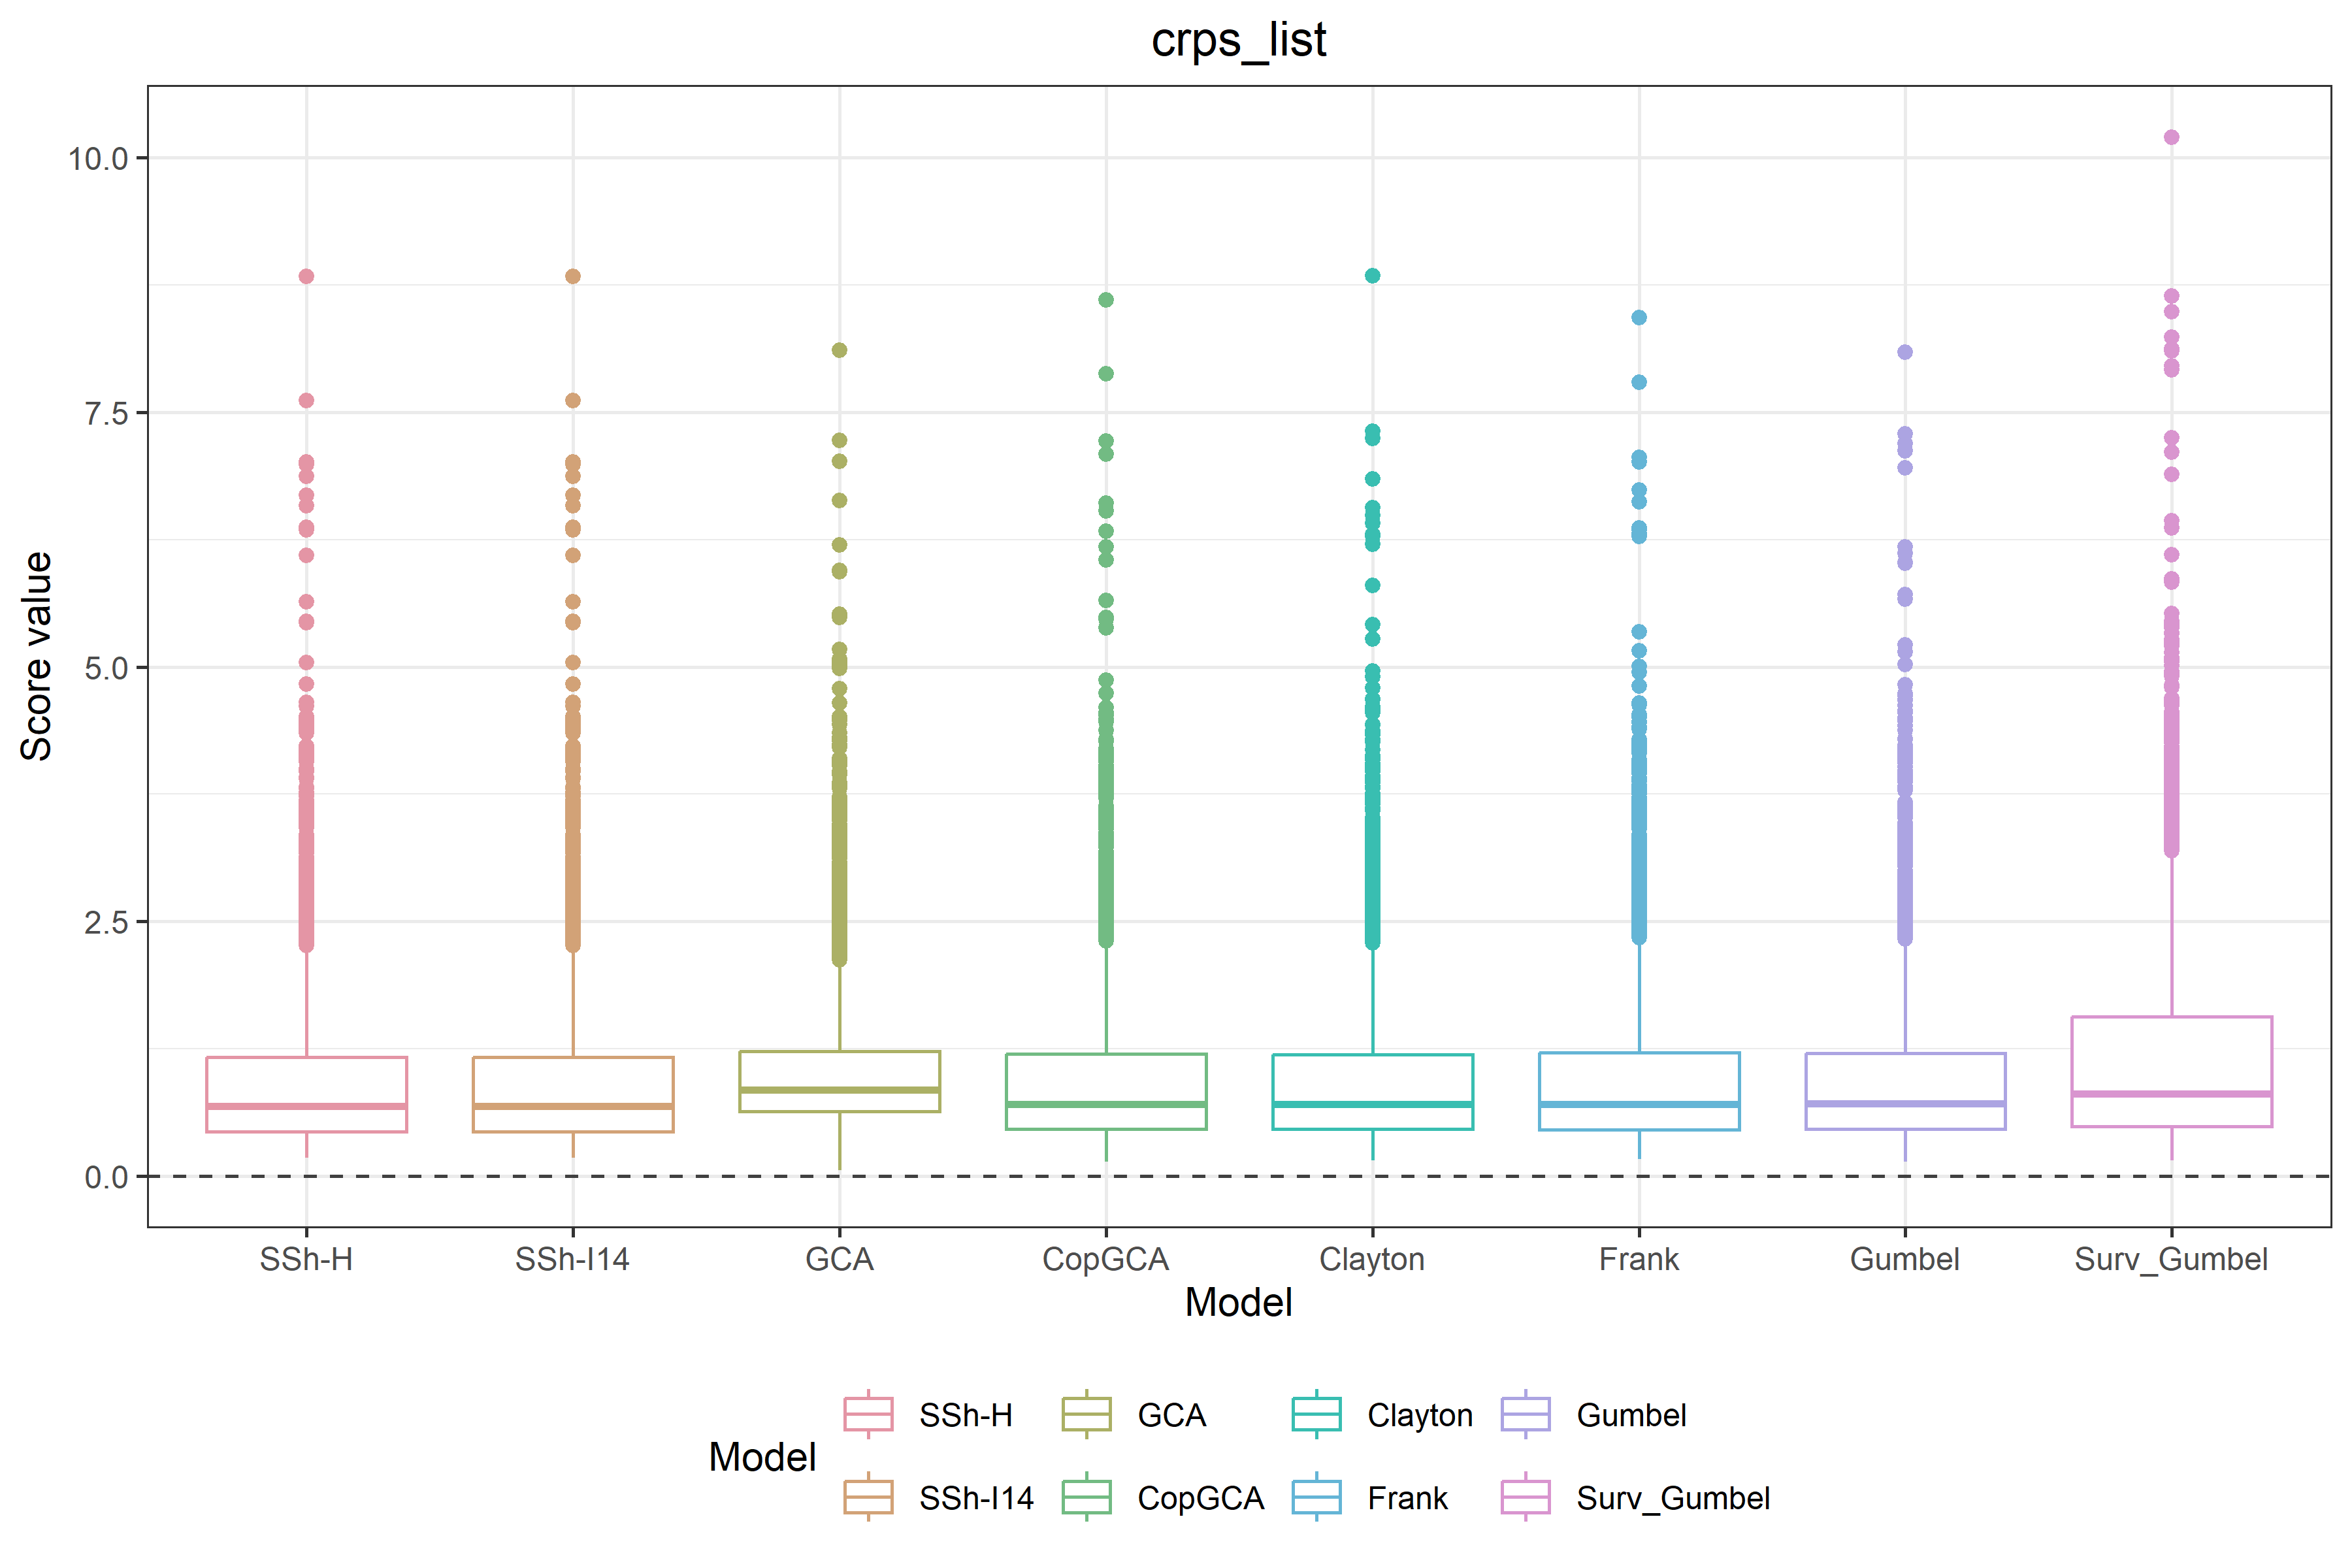 crps_list
10.0
7.5
5.0
2.5
0.0
Score value
SSh-H SSh-I14 GCA CopGCA Clayton Frank Gumbel Surv_Gumbel
Model
Model
SSh-H GCA Clayton Gumbel
SSh-I14 CopGCA Frank Surv_Gumbel